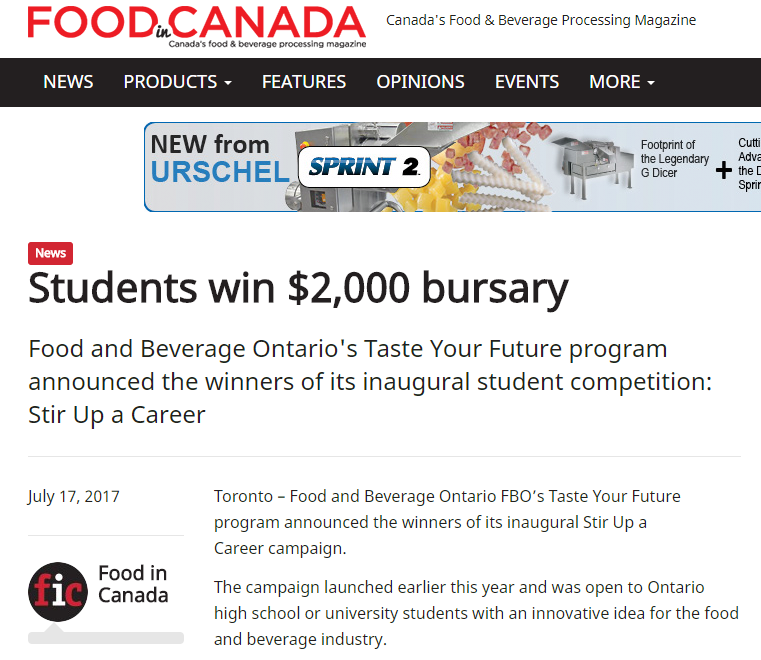 FOOD in CANADA
Canada's food & beverage processing magazine
Canada's Food & Beverage Processing Magazine
NEWS PRODUCTS FEATURES OPINIONS EVENTS MORE
NEW from
URSCHEL
SPRINT 2
Footprint of
the Legendary
G Dicer
+
Cutti
Adva
the D
Sprin
News
Students win $2,000 bursary
Food and Beverage Ontario's Taste Your Future program
announced the winners of its inaugural student competition:
Stir Up a Career
July 17, 2017
fic
Food in
Canada
Toronto – Food and Beverage Ontario FBO’s Taste Your Future
program announced the winners of its inaugural Stir Up a
Career campaign.
The campaign launched earlier this year and was open to Ontario
high school or university students with an innovative idea for the food
and beverage industry.